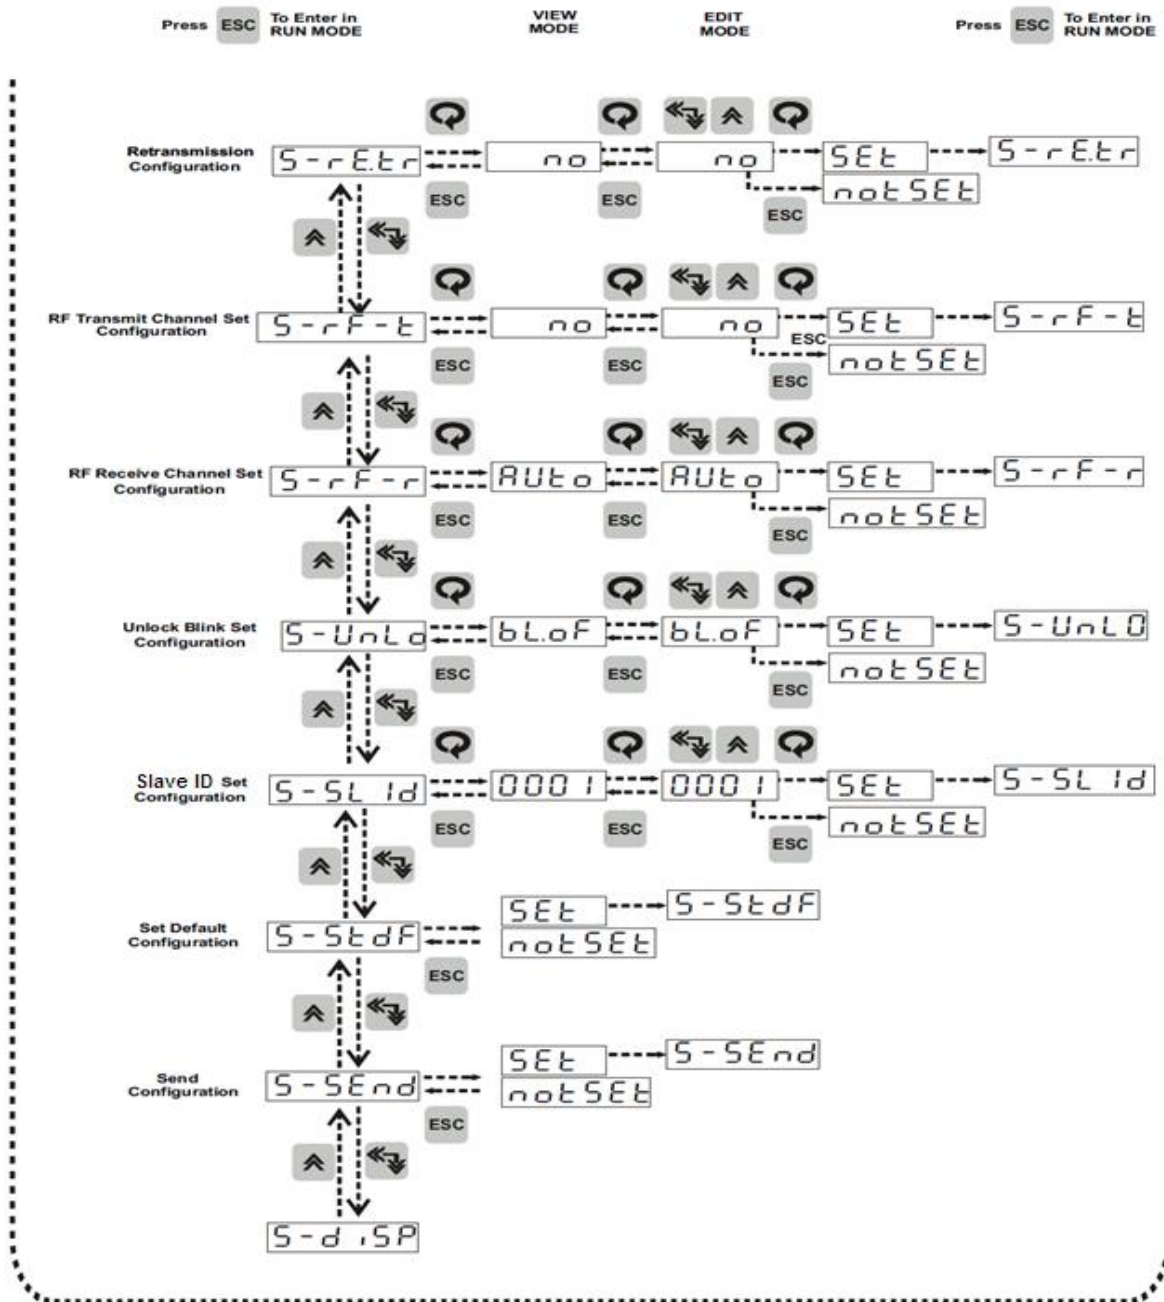 Press ESC To Enter in
RUN MODE
VIEW
MODE
EDIT
MODE
Press ESC To Enter in
RUN MODE
Retransmission
Configuration
S-rE.tr
no
no
SEt
S-rE.tr
notSEt
ESC
ESC
ESC
RF Transmit Channel Set
Configuration
S-rF-t
no
no
SEt
S-rF-t
ESC
notSEt
ESC
ESC
ESC
RF Receive Channel Set
Configuration
S-rF-r
AUto
AUto
SEt
S-rF-r
notSEt
ESC
ESC
ESC
Unlock Blink Set
Configuration
S-UnLo
bL.oF
bL.oF
SEt
S-UnL0
notSEt
ESC
ESC
ESC
Slave ID Set
Configuration
S-SL Id
0001
0001
SEt
S-SL Id
notSEt
ESC
ESC
ESC
Set Default
Configuration
S-StdF
SEt
S-StdF
notSEt
ESC
Send
Configuration
S-SEnd
SEt
S-SEnd
notSEt
ESC
S-diSP